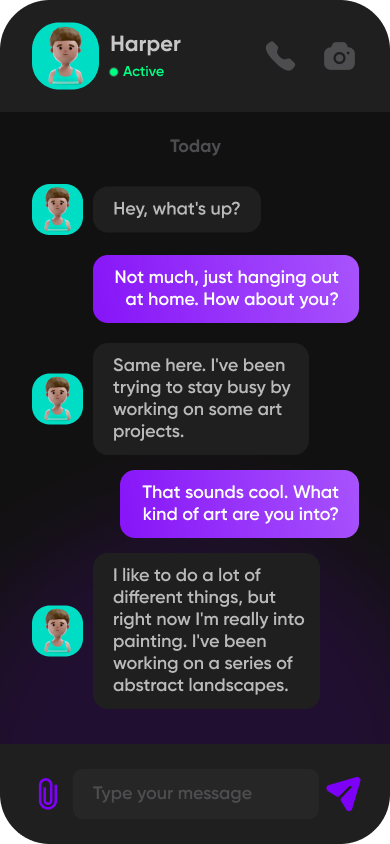 Harper
Active
Today
Hey, what's up?
Not much, just hanging out
at home. How about you?
Same here. I've been
trying to stay busy by
working on some art
projects.
That sounds cool. What
kind of art are you into?
I like to do a lot of
different things, but
right now I'm really into
painting. I've been
working on a series of
abstract landscapes.
Type your message